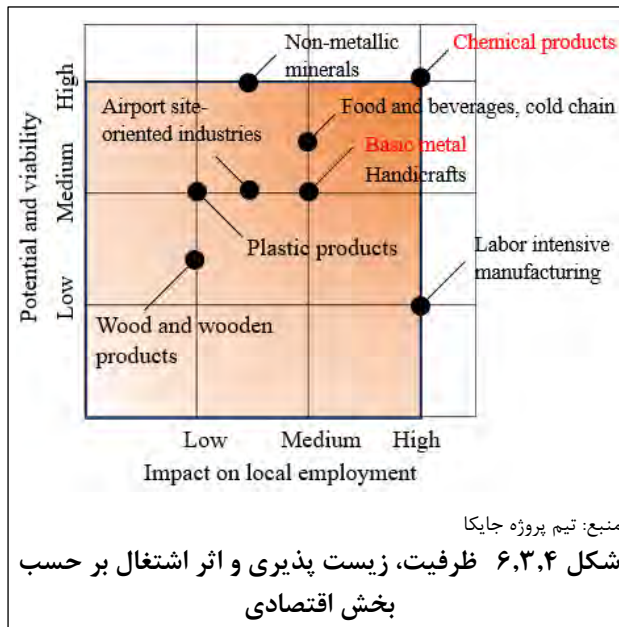 Non-metallic
minerals
Chemical products
Airport site-
oriented industries
Food and beverages, cold chain
Basic metal
Handicrafts
Plastic products
Labor intensive
manufacturing
Wood and wooden
products
Potential and viability
High
Medium
Low
Low Medium High
Impact on local employment
منبع: تیم پروژه جایکا
شکل ۶,۳,۴ ظرفیت، زیست پذیری و اثر اشتغال بر حسب
بخش اقتصادی